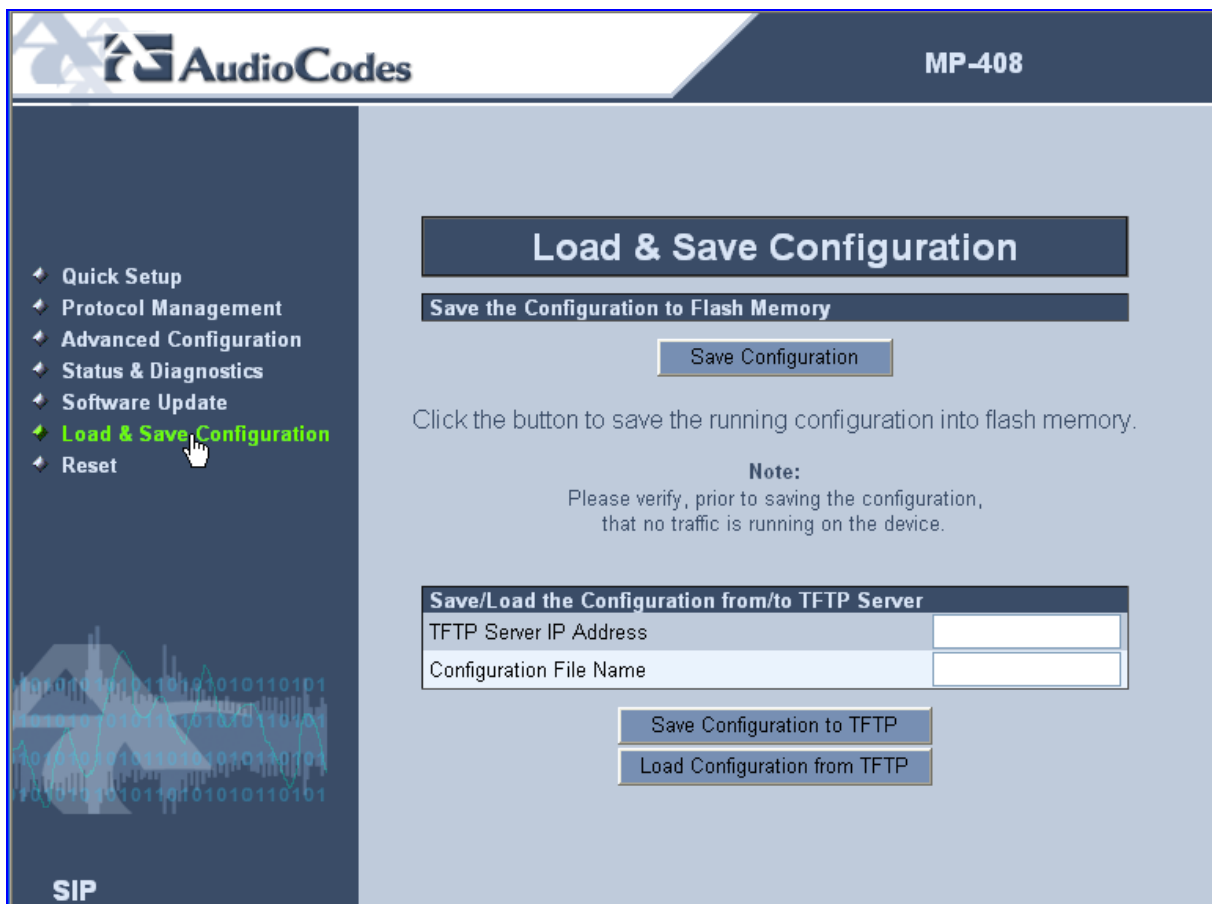 AudioCodes
MP-408
Quick Setup
Protocol Management
Advanced Configuration
Status & Diagnostics
Software Update
Load & Save Configuration
Reset
SIP
Load & Save Configuration
Save the Configuration to Flash Memory
Save Configuration
Click the button to save the running configuration into flash memory.
Note:
Please verify, prior to saving the configuration,
that no traffic is running on the device.
Save/Load the Configuration from/to TFTP Server
TFTP Server IP Address
Configuration File Name
Save Configuration to TFTP
Load Configuration from TFTP